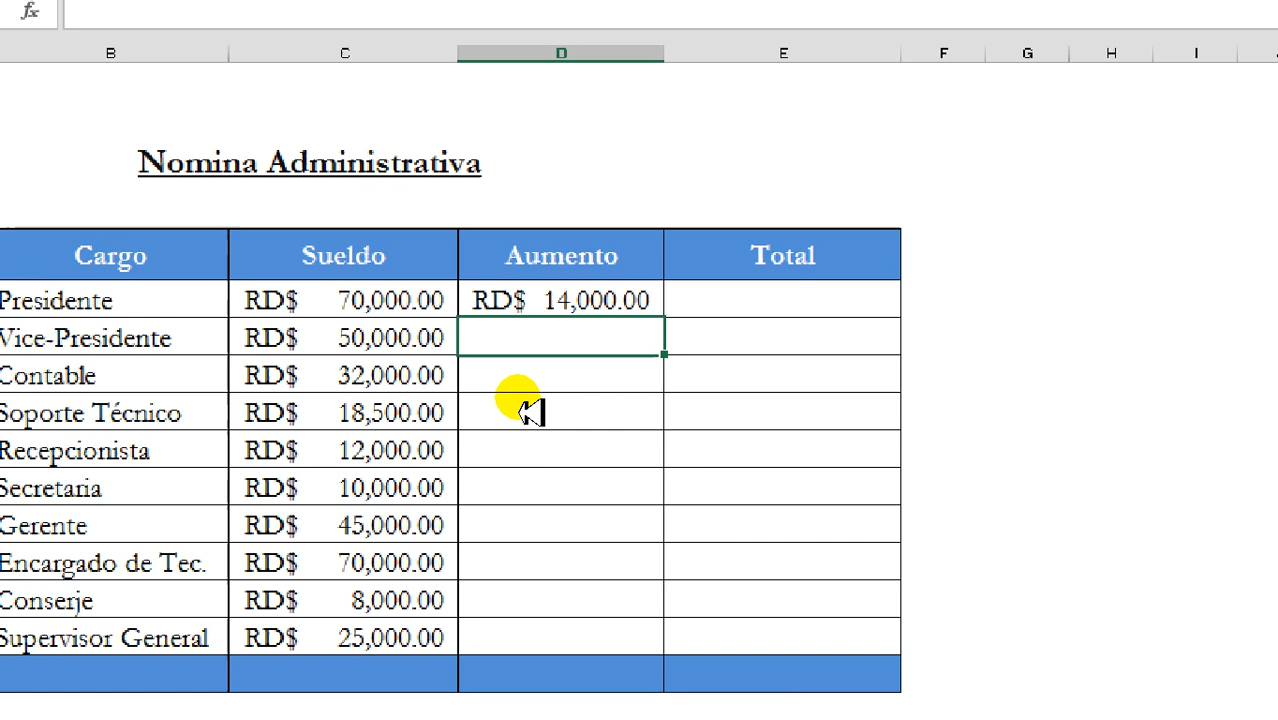 fx
B C D E F G H I
Nomina Administrativa
Cargo Sueldo Aumento Total
Presidente RD$ 70,000.00 RD$ 14,000.00
Vice-Presidente RD$ 50,000.00
Contable RD$ 32,000.00
Soporte Técnico RD$ 18,500.00
Recepcionista RD$ 12,000.00
Secretaria RD$ 10,000.00
Gerente RD$ 45,000.00
Encargado de Tec. RD$ 70,000.00
Conserje RD$ 8,000.00
Supervisor General RD$ 25,000.00